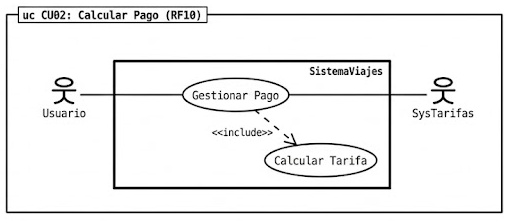 uc CU02: Calcular Pago (RF10)
SistemaViajes
Gestionar Pago
Usuario
SysTarifas
<<include>>
Calcular Tarifa